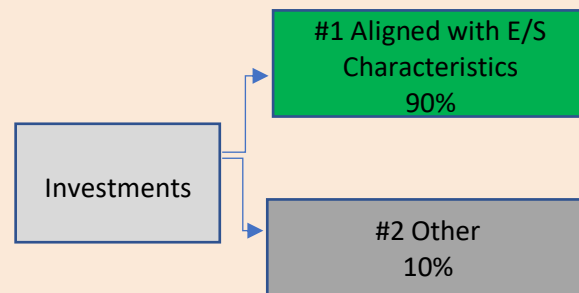 #1 Aligned with E/S
Characteristics
90%
Investments
#2 Other
10%